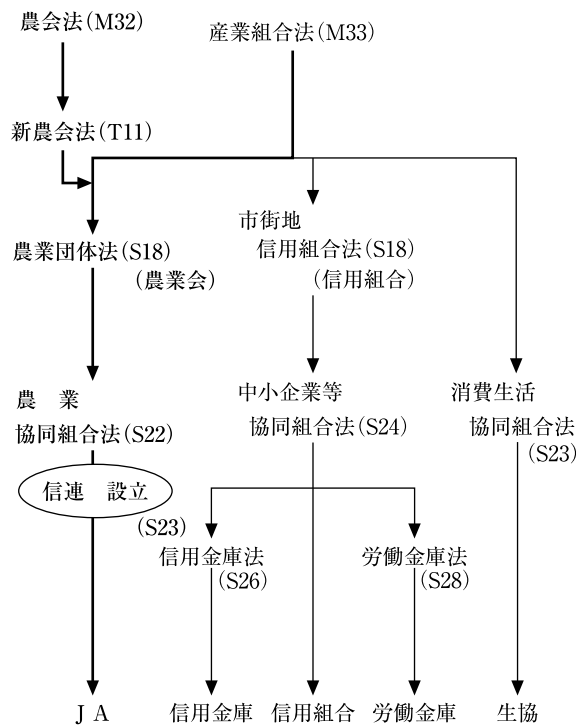 農会法(M32)
産業組合法(M33)
新農会法(T11)
市街地
農業団体法(S18)
信用組合法(S18)
(農業会)
(信用組合)
農　業
中小企業等
消費生活
協同組合法(S22)
協同組合法(S24)
協同組合法
(S23)
信連　設立
(S23)
信用金庫法
(S26)
労働金庫法
(S28)
J A
信用金庫
信用組合
労働金庫
生協